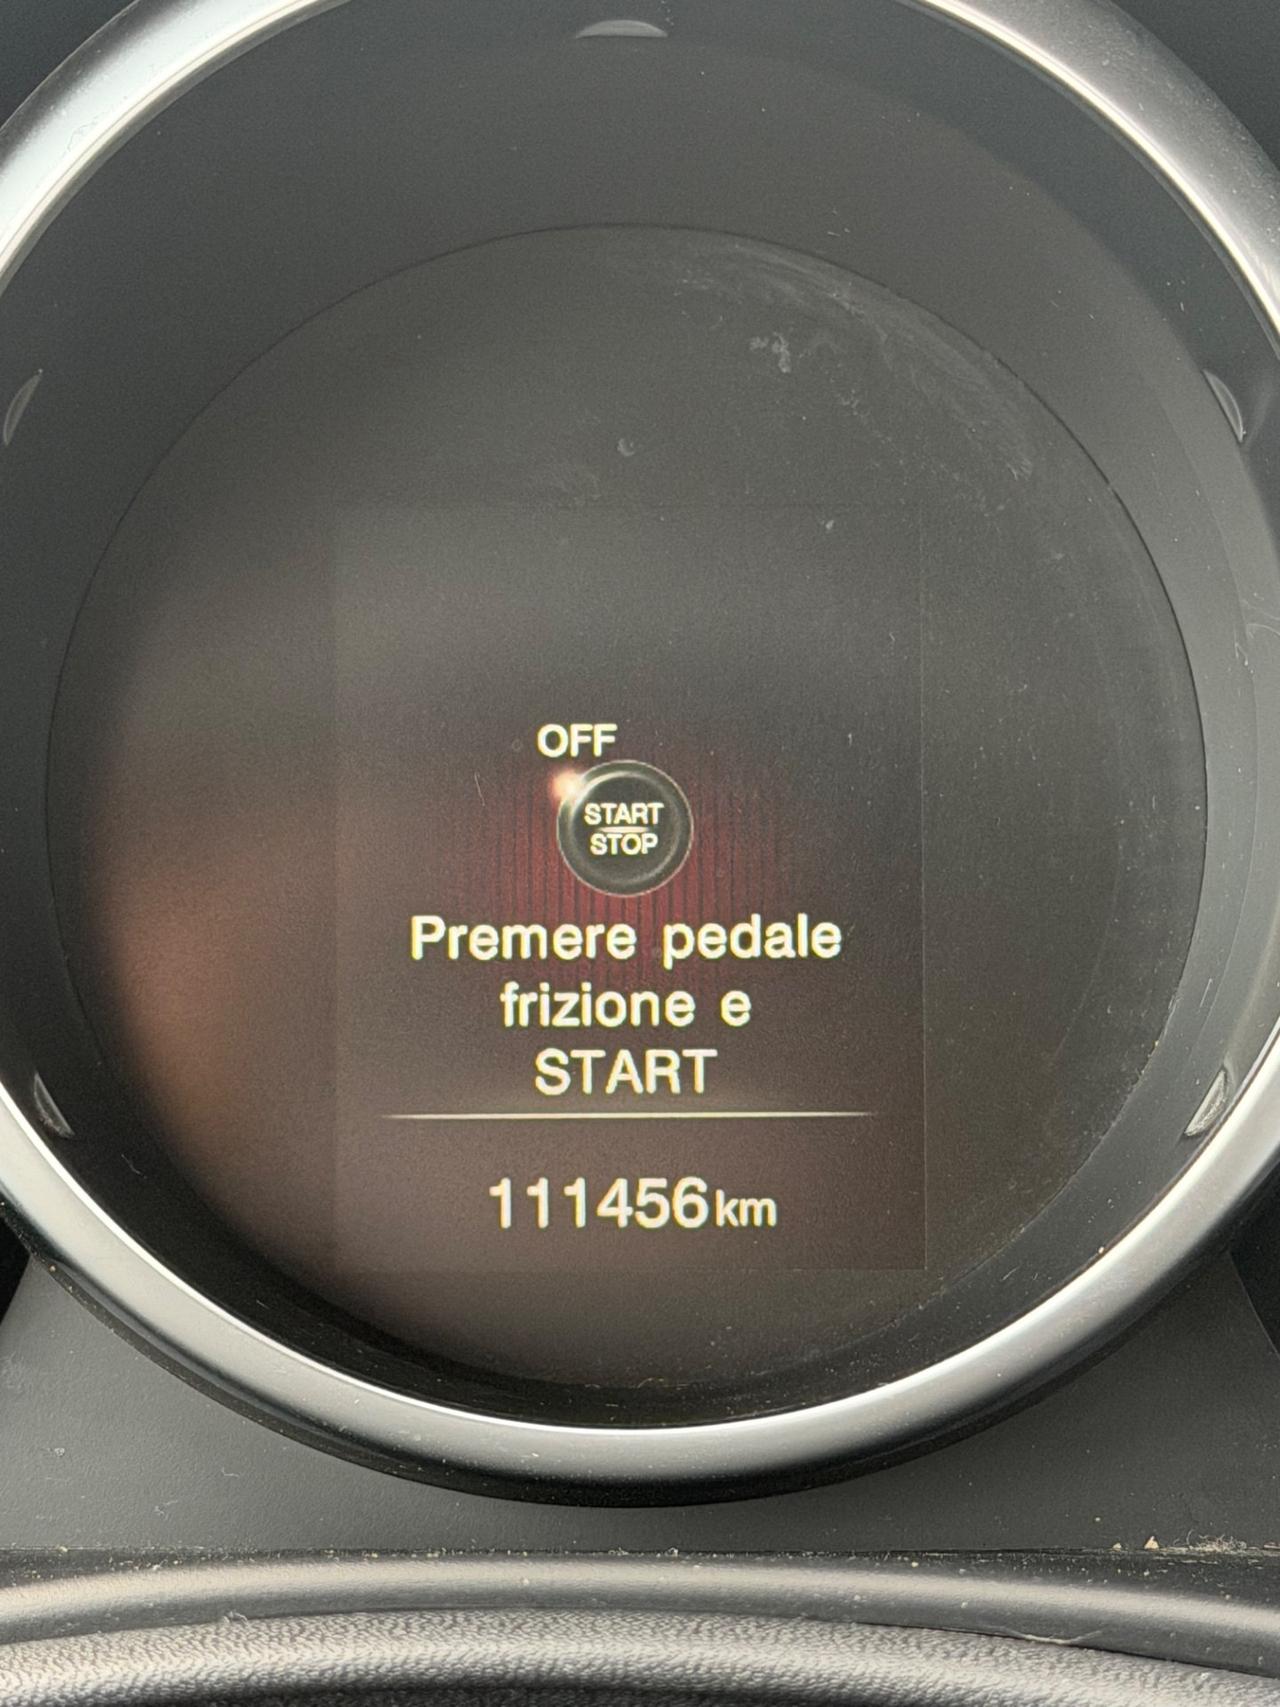 OFF
START
STOP
Premere pedale
frizione e
START
111456km